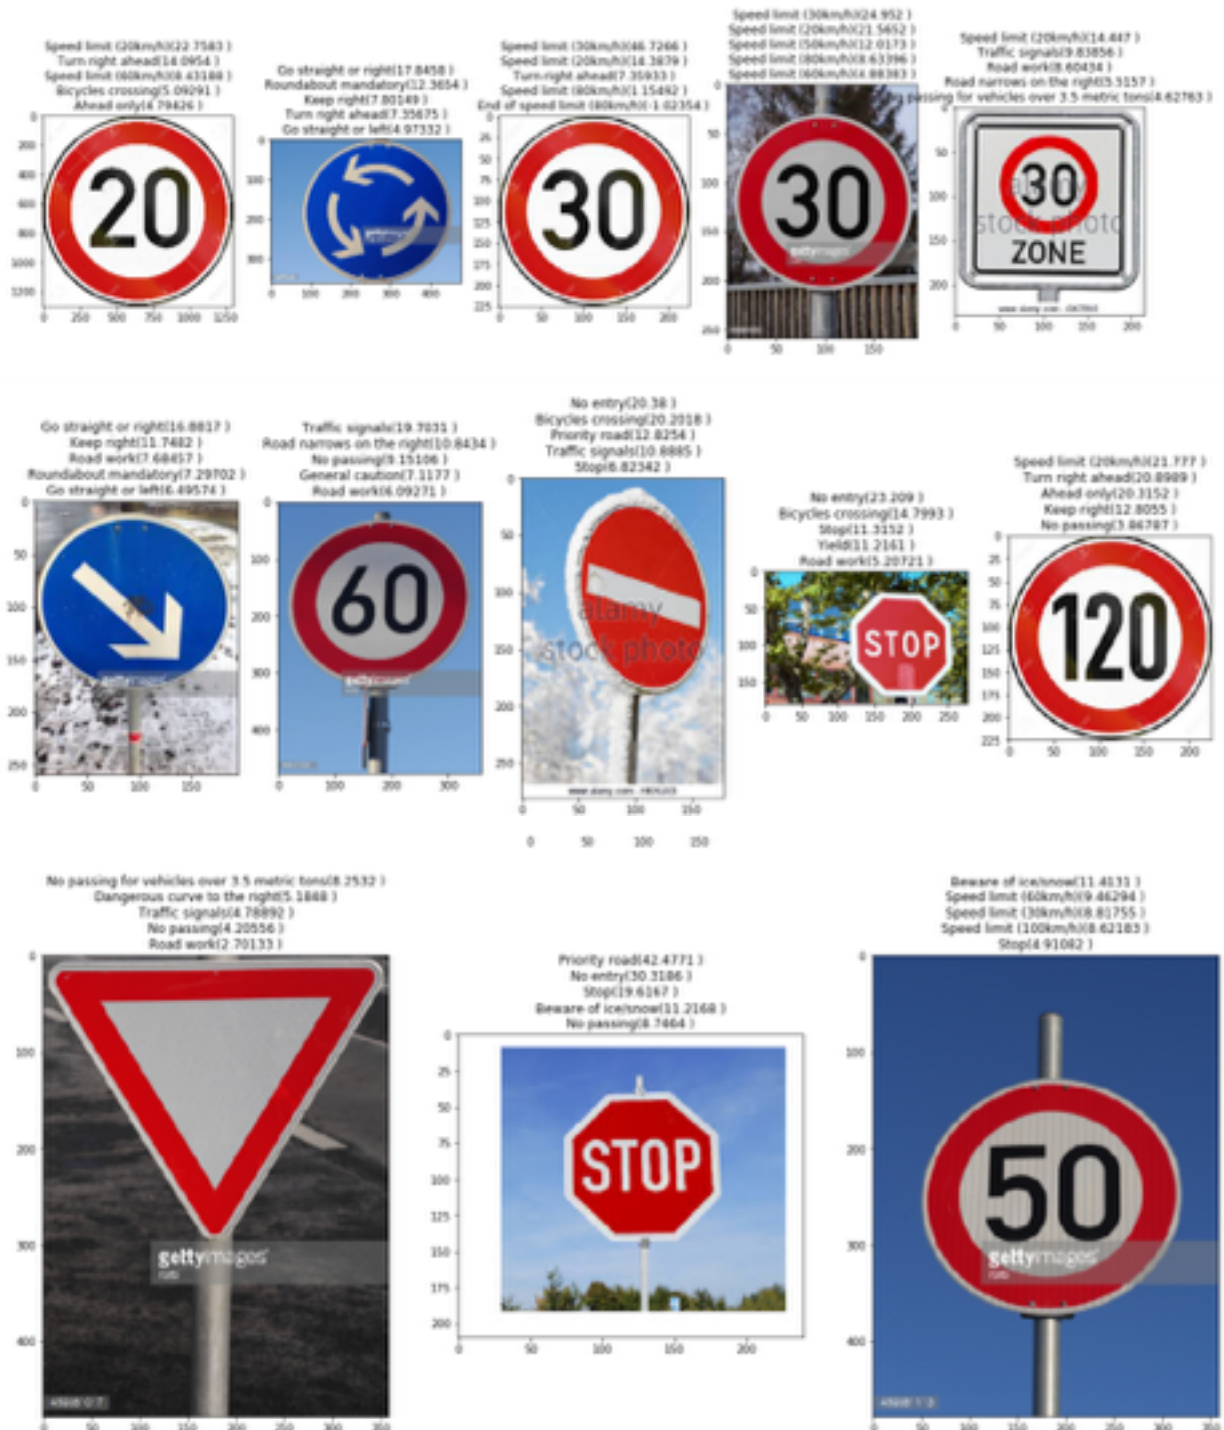 Speed limit (20km/h)(22.7583 )
Turn right ahead(14.0954 )
Speed limit (60km/h)(8.43188 )
Bicycles crossing(5.09291 )
Ahead only(4.79426 )
20
Go straight or right(17.8458 )
Roundabout mandatory(12.3654 )
Keep right(7.80149 )
Turn right ahead(7.35675 )
Go straight or left(4.97332 )
Speed limit (30km/h)(46.7266 )
Speed limit (20km/h)(14.3879 )
Turn right ahead(7.35933 )
Speed limit (80km/h)(1.15492 )
End of speed limit (80km/h)(-1.02354 )
30
Speed limit (30km/h)(24.952 )
Speed limit (20km/h)(21.5652 )
Speed limit (50km/h)(12.0173 )
Speed limit (80km/h)(8.63396 )
Speed limit (60km/h)(4.88383 )
30
Speed limit (20km/h)(14.447 )
Traffic signals(9.83856 )
Road work(8.60434 )
Road narrows on the right(5.3157 )
passing for vehicles over 3.5 metric tons(4.62763 )
30
alamy
stock photo
ZONE
Go straight or right(16.8817 )
Keep right(11.7482 )
Road work(7.68457 )
Roundabout mandatory(7.29702 )
Go straight or left(6.49574 )
Traffic signals(19.7031 )
Road narrows on the right(10.8434 )
No passing(9.15106 )
General caution(7.1177 )
Road work(6.09271 )
60
No entry(20.38 )
Bicycles crossing(20.2018 )
Priority road(12.8254 )
Traffic signals(10.8885 )
Stop(6.82342 )
alamy
stock photo
No entry(23.209 )
Bicycles crossing(14.7993 )
Stop(11.3152 )
Yield(11.2161 )
Road work(5.20721 )
STOP
Speed limit (20km/h)(21.777 )
Turn right ahead(20.8989 )
Ahead only(20.3152 )
Keep right(12.8055 )
No passing(3.86787 )
120
No passing for vehicles over 3.5 metric tons(8.2532 )
Dangerous curve to the right(5.1868 )
Traffic signals(4.78892 )
No passing(4.20556 )
Road work(2.70133 )
gettyimages
Priority road(42.4771 )
No entry(30.3186 )
Stop(19.6167 )
Beware of ice/snow(11.2168 )
No passing(8.7464 )
STOP
Beware of ice/snow(11.4131 )
Speed limit (60km/h)(9.46294 )
Speed limit (30km/h)(8.81755 )
Speed limit (100km/h)(8.62183 )
Stop(4.91082 )
50
gettyimages